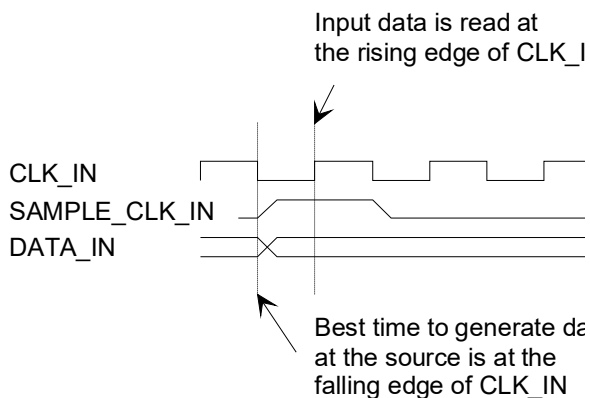 Input data is read at
the rising edge of CLK_I
CLK_IN
SAMPLE_CLK_IN
DATA_IN
Best time to generate da
at the source is at the
falling edge of CLK_IN